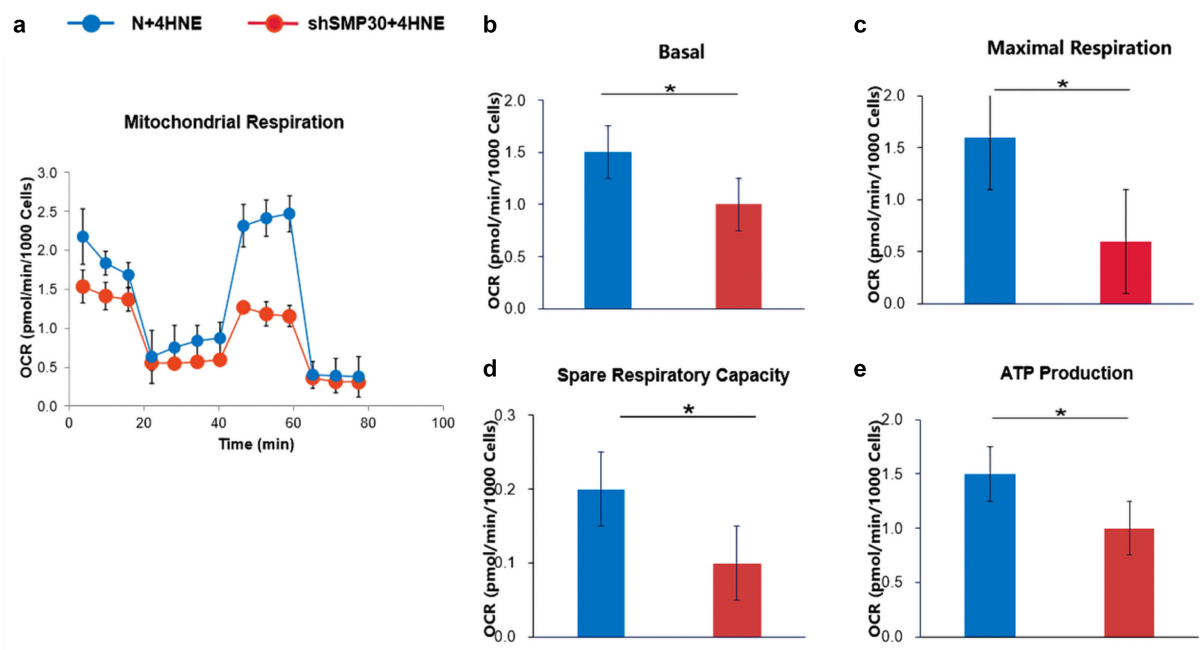 a
N+4HNE
shSMP30+4HNE
Mitochondrial Respiration
OCR (pmol/min/1000 Cells)
3.0
2.5
2.0
1.5
1.0
0.5
0.0
0
20
40
60
80
100
Time (min)
b
Basal
*
OCR (pmol/min/1000 Cells)
2.0
1.5
1.0
0.5
0.0
c
Maximal Respiration
*
OCR (pmol/min/1000 Cells)
2.0
1.5
1.0
0.5
0.0
d
Spare Respiratory Capacity
*
OCR (pmol/min/1000 Cells)
0.3
0.2
0.1
0.0
e
ATP Production
*
OCR (pmol/min/1000 Cells)
2.0
1.5
1.0
0.5
0.0